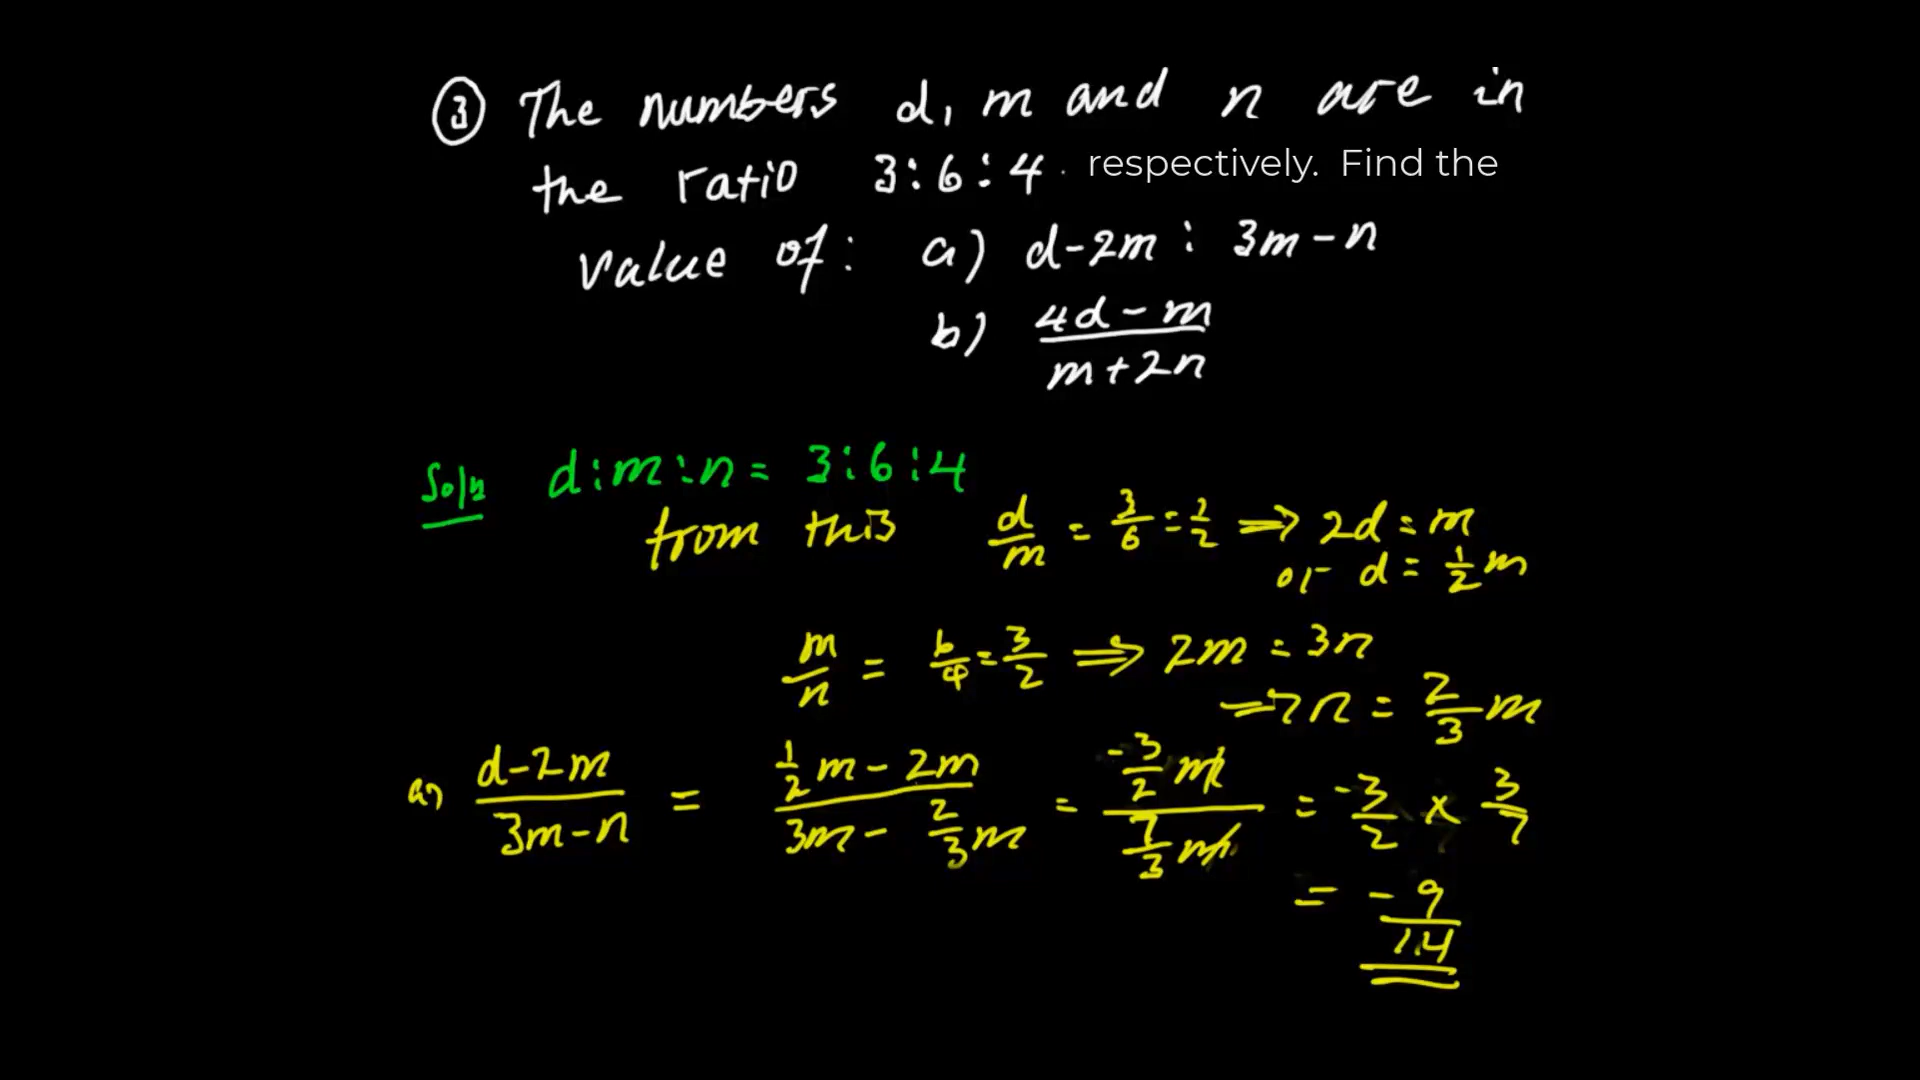 ③ The numbers d, m and n are in
the ratio 3:6:4. respectively. Find the
value of: a) d-2m : 3m-n
b) 4d-m / m+2n
Soln d:m:n = 3:6:4
from this d/m = 3/6 = 1/2 ⇒ 2d = m
or d = 1/2 m
m/n = 6/4 = 3/2 ⇒ 2m = 3n
⇒ n = 2/3 m
a) d-2m / 3m-n = 1/2 m - 2m / 3m - 2/3 m = -3/2 m / 7/3 m = -3/2 × 3/7
= -9/14